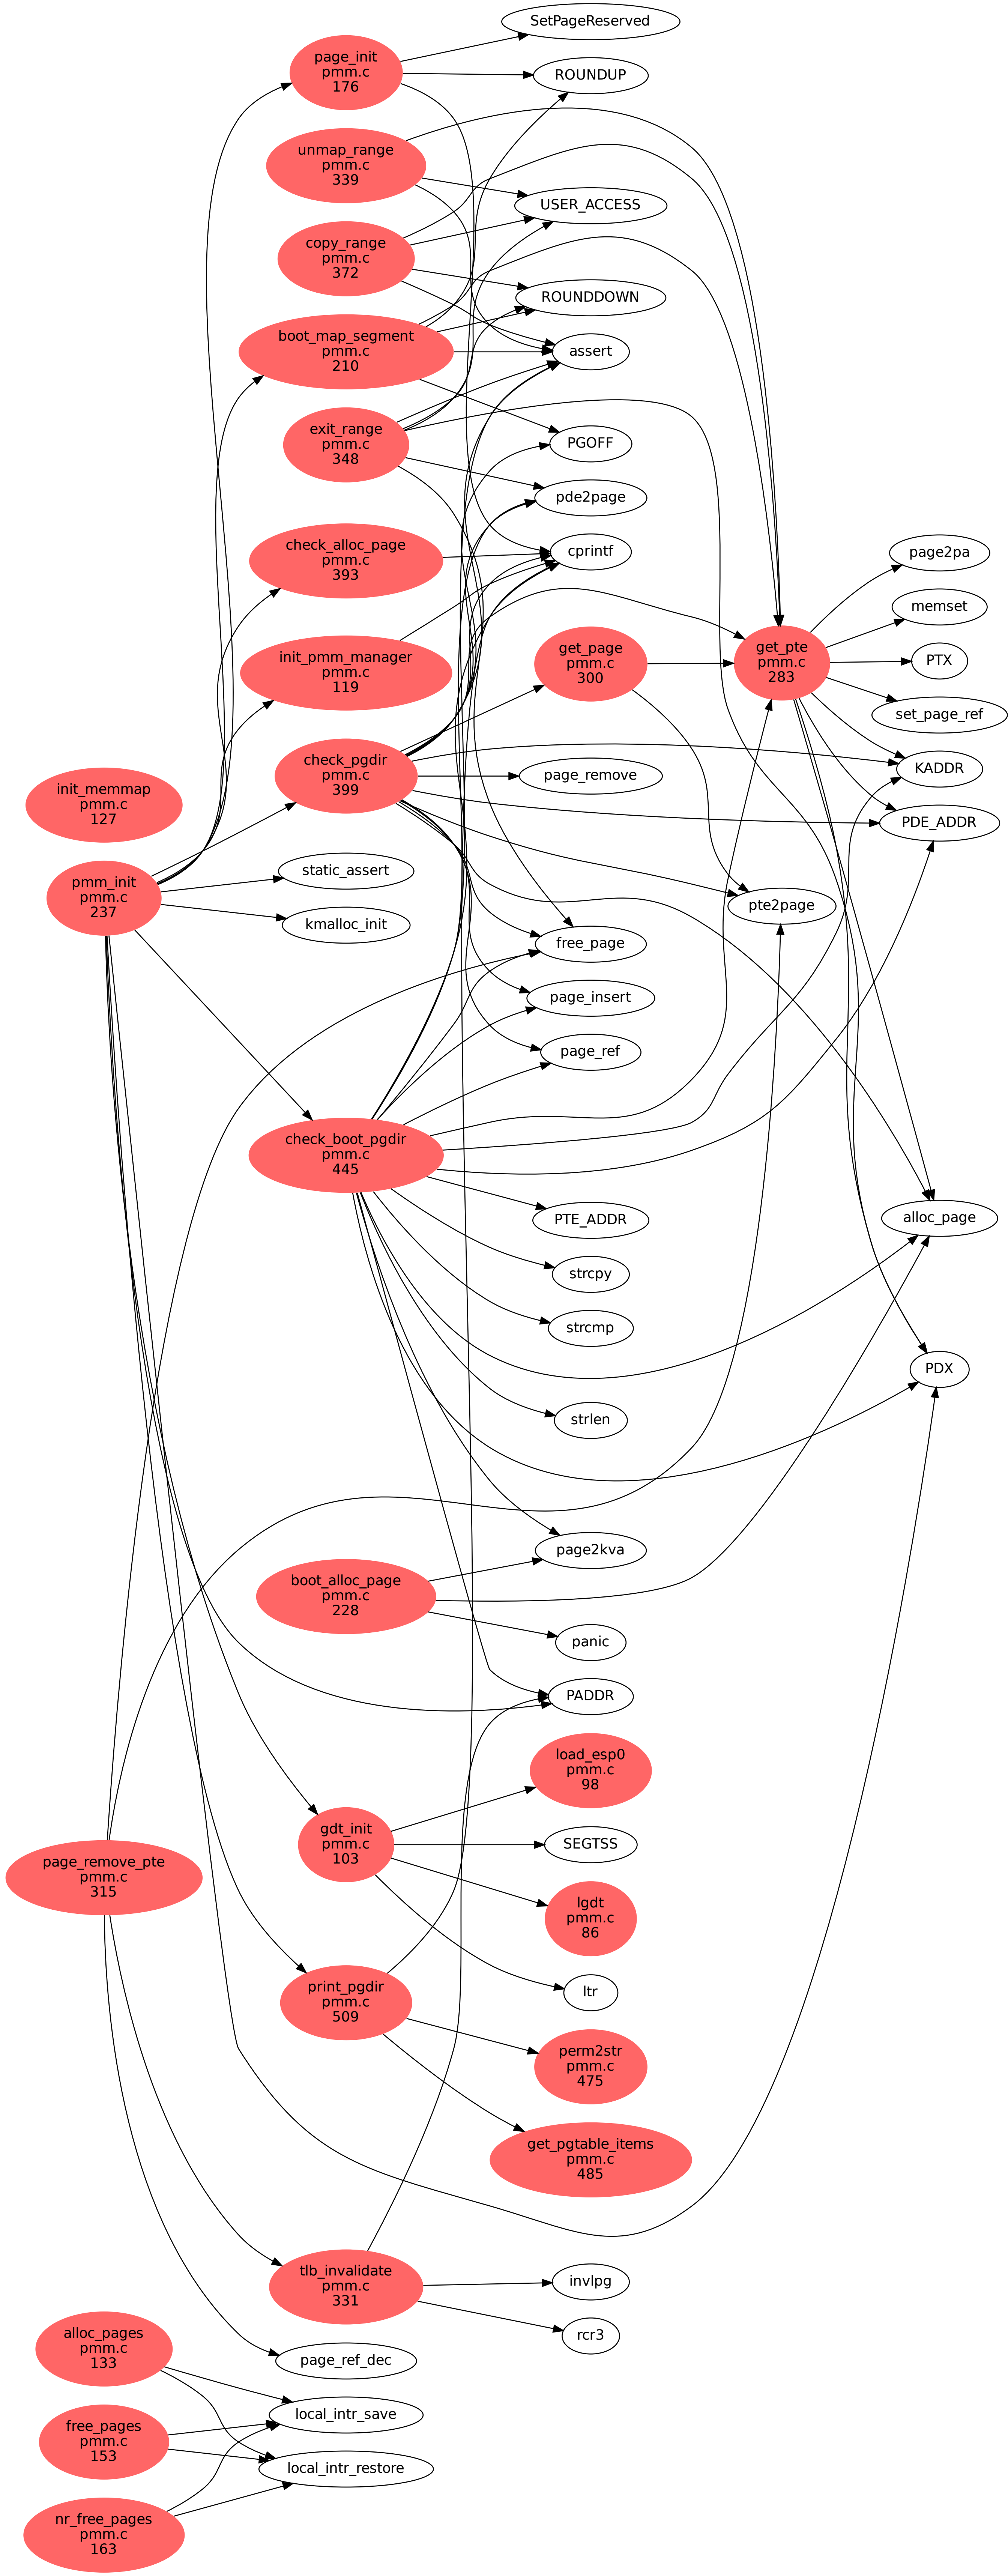 SetPageReserved
page_init
pmm.c
176
ROUNDUP
unmap_range
pmm.c
339
USER_ACCESS
copy_range
pmm.c
372
ROUNDDOWN
boot_map_segment
pmm.c
210
assert
exit_range
pmm.c
348
PGOFF
pde2page
check_alloc_page
pmm.c
393
cprintf
page2pa
memset
init_pmm_manager
pmm.c
119
get_page
pmm.c
300
get_pte
pmm.c
283
PTX
set_page_ref
check_pgdir
pmm.c
399
page_remove
KADDR
init_memmap
pmm.c
127
PDE_ADDR
static_assert
pmm_init
pmm.c
237
kmalloc_init
pte2page
free_page
page_insert
page_ref
check_boot_pgdir
pmm.c
445
PTE_ADDR
alloc_page
strcpy
strcmp
PDX
strlen
page2kva
boot_alloc_page
pmm.c
228
panic
PADDR
load_esp0
pmm.c
98
gdt_init
pmm.c
103
SEGTSS
page_remove_pte
pmm.c
315
lgdt
pmm.c
86
ltr
print_pgdir
pmm.c
509
perm2str
pmm.c
475
get_pgtable_items
pmm.c
485
tlb_invalidate
pmm.c
331
invlpg
rcr3
alloc_pages
pmm.c
133
page_ref_dec
local_intr_save
free_pages
pmm.c
153
local_intr_restore
nr_free_pages
pmm.c
163